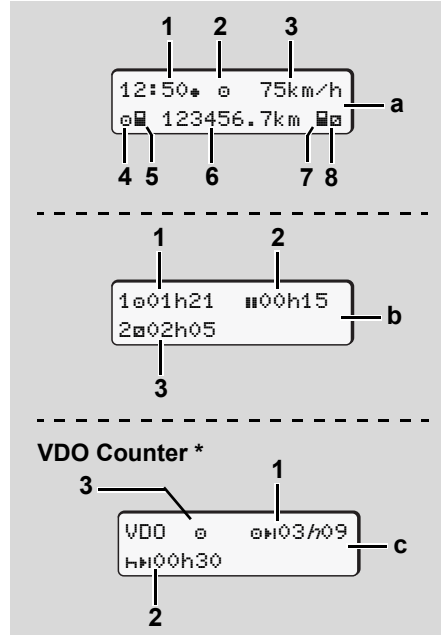 1 2 3
12:50● ⊙ 75km/h
a
⊙ 123456.7km
4 5 6 7 8
1 2
1⊙01h21 00h15
b
2 02h05
3
VDO Counter *
3 1
VDO ⊙ ⊙ 03h09
c
00h30
2